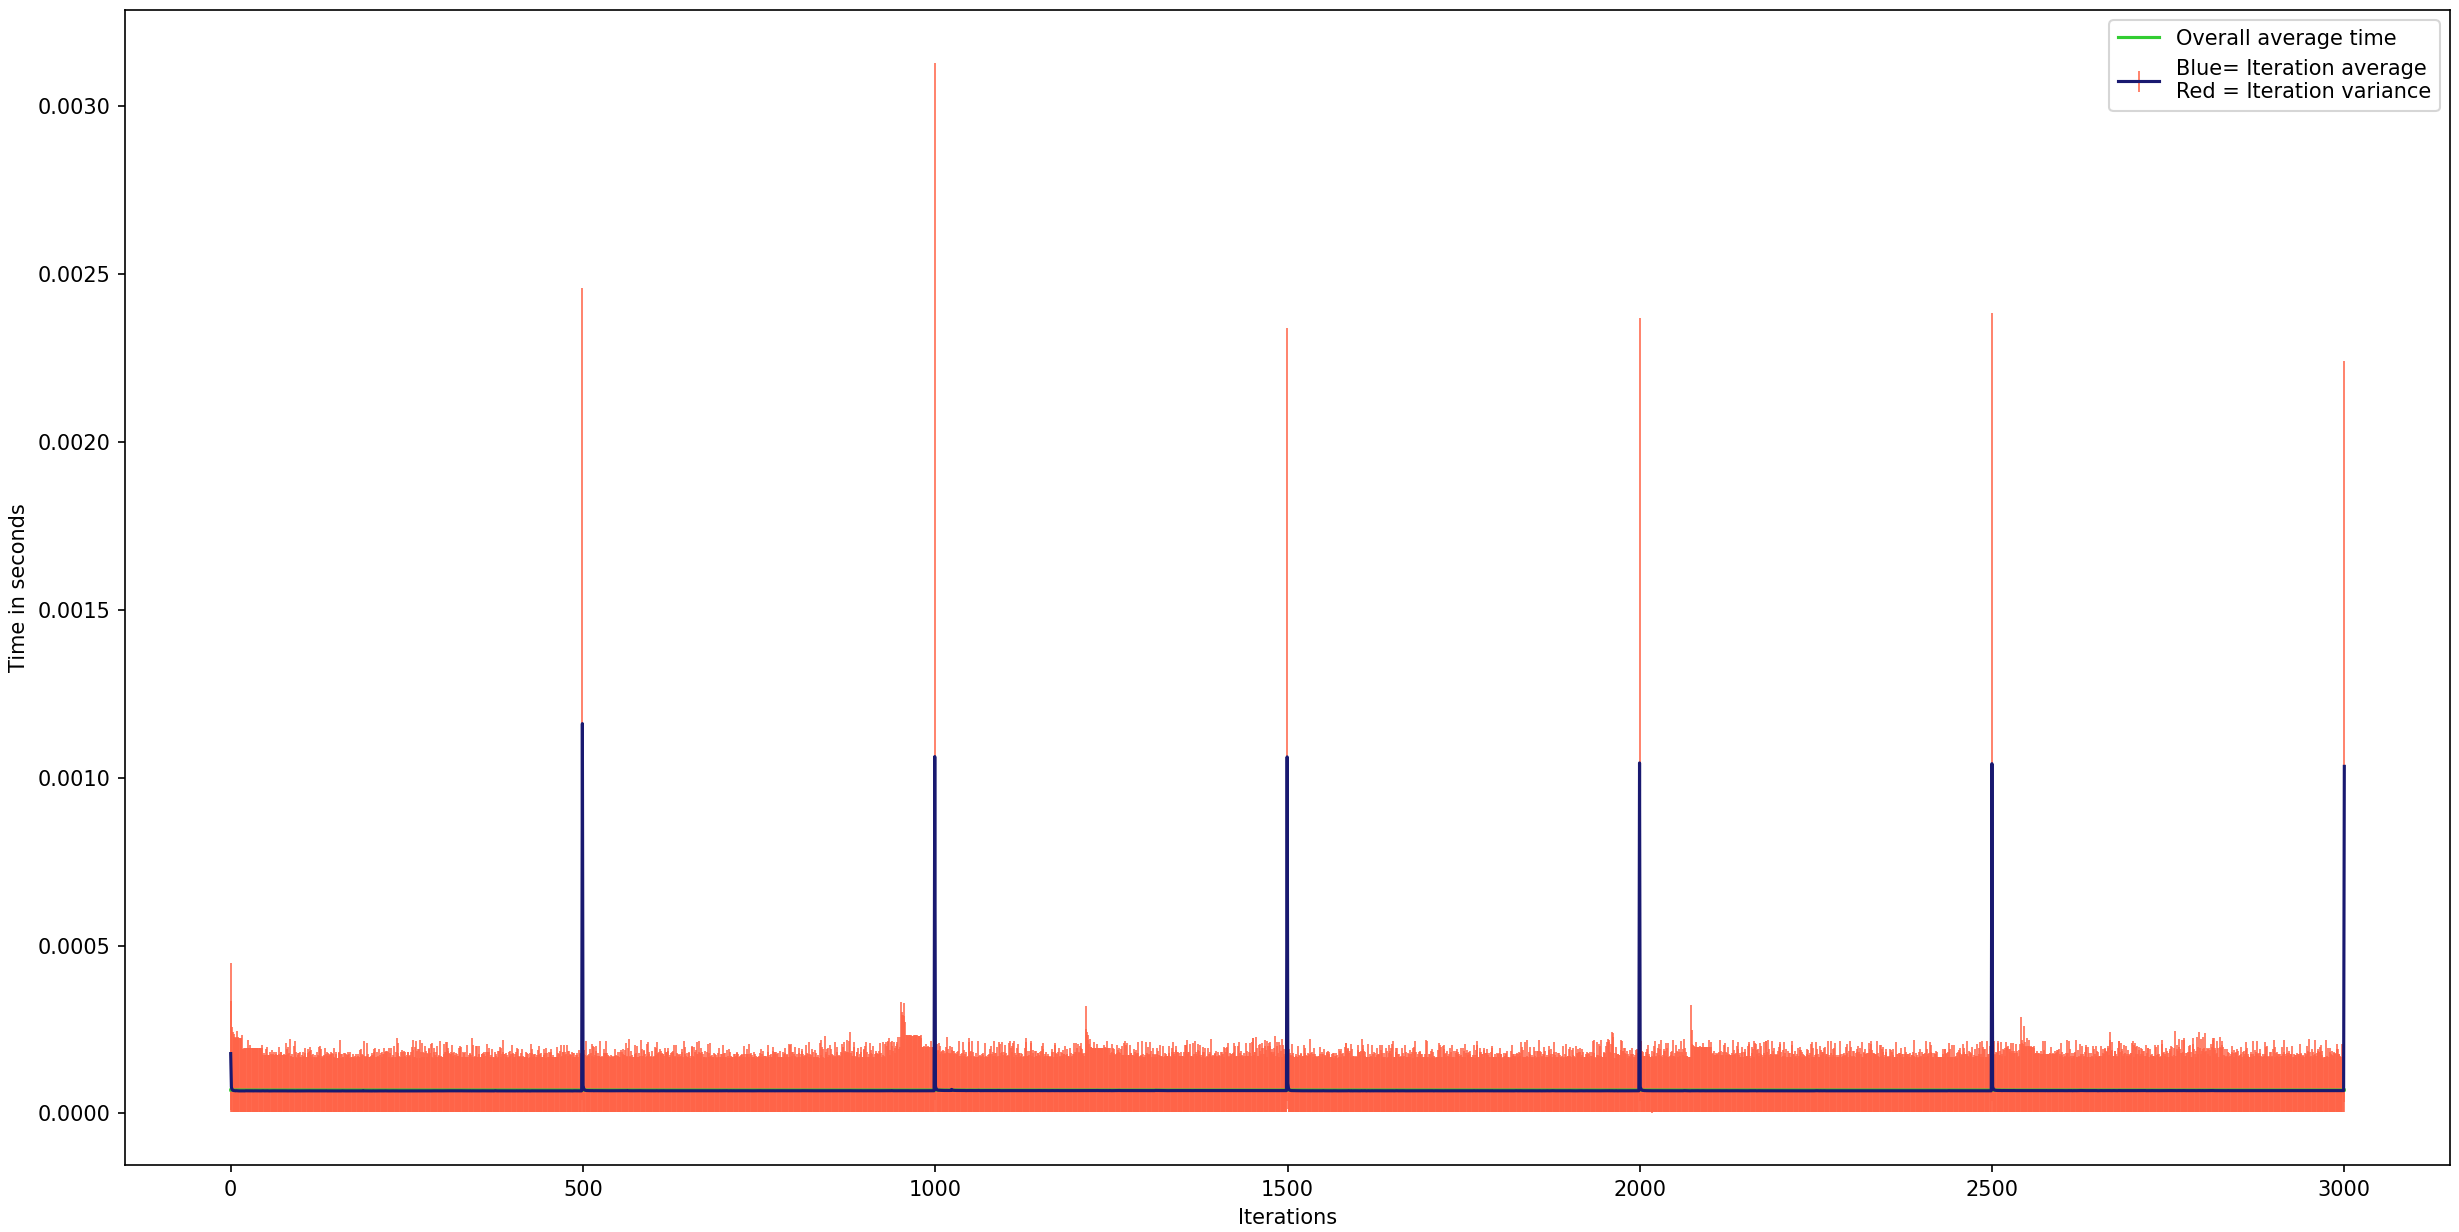 Overall average time
Blue= Iteration average
Red = Iteration variance
0.0030
0.0025
0.0020
0.0015
0.0010
0.0005
0.0000
Time in seconds
0 500 1000 1500 2000 2500 3000
Iterations